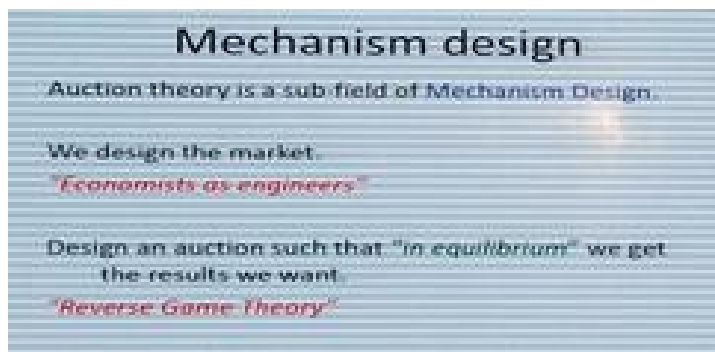 Mechanism design
Auction theory is a sub field of Mechanism Design.
We design the market.
"Economists as engineers"
Design an auction such that "in equilibrium" we get
the results we want.
"Reverse Game Theory"